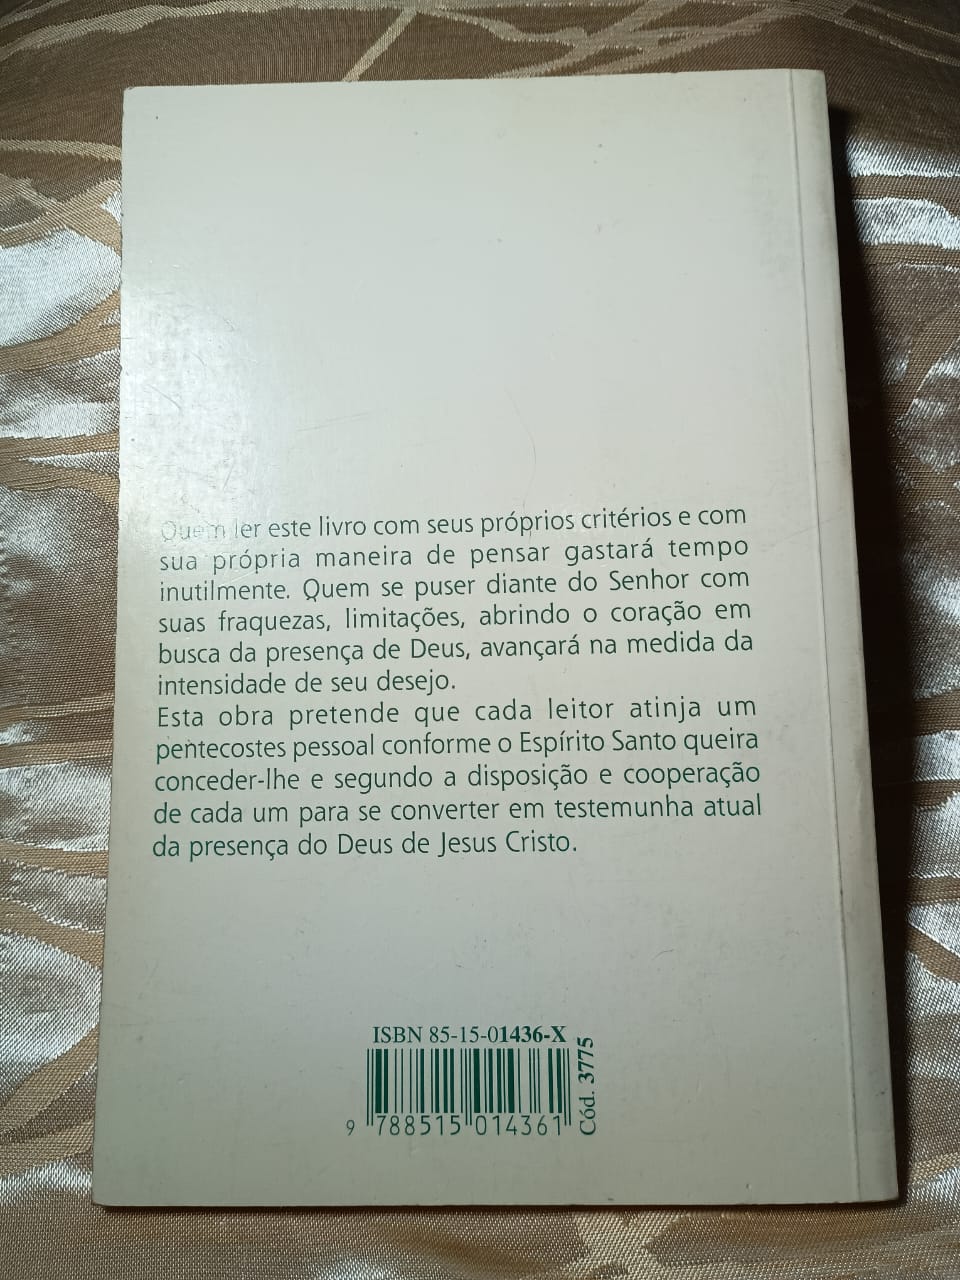 Quem ler este livro com seus próprios critérios e com
sua própria maneira de pensar gastará tempo
inutilmente. Quem se puser diante do Senhor com
suas fraquezas, limitações, abrindo o coração em
busca da presença de Deus, avançará na medida da
intensidade de seu desejo.
Esta obra pretende que cada leitor atinja um
pentecostes pessoal conforme o Espírito Santo queira
conceder-lhe e segundo a disposição e cooperação
de cada um para se converter em testemunha atual
da presença do Deus de Jesus Cristo.
ISBN 85-15-01436-X
9 788515 014361
Cód. 3775